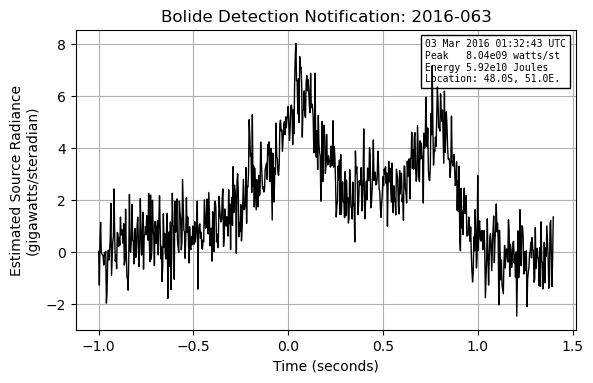 Bolide Detection Notification: 2016-063
03 Mar 2016 01:32:43 UTC
Peak   8.04e09 watts/st
Energy 5.92e10 Joules
Location: 48.0S, 51.0E.
Estimated Source Radiance
(gigawatts/steradian)
8
6
4
2
0
−2
−1.0
−0.5
0.0
0.5
1.0
1.5
Time (seconds)